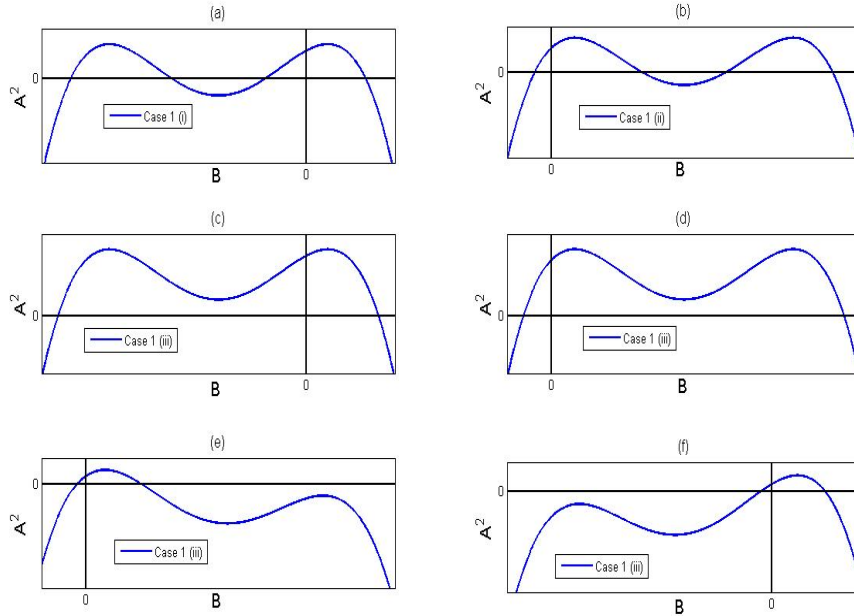 (a)
0
A²
Case 1 (i)
0
B
(b)
0
A²
Case 1 (ii)
0
B
(c)
0
A²
Case 1 (iii)
0
B
(d)
0
A²
Case 1 (iii)
0
B
(e)
0
A²
Case 1 (iii)
0
B
(f)
0
A²
Case 1 (iii)
0
B